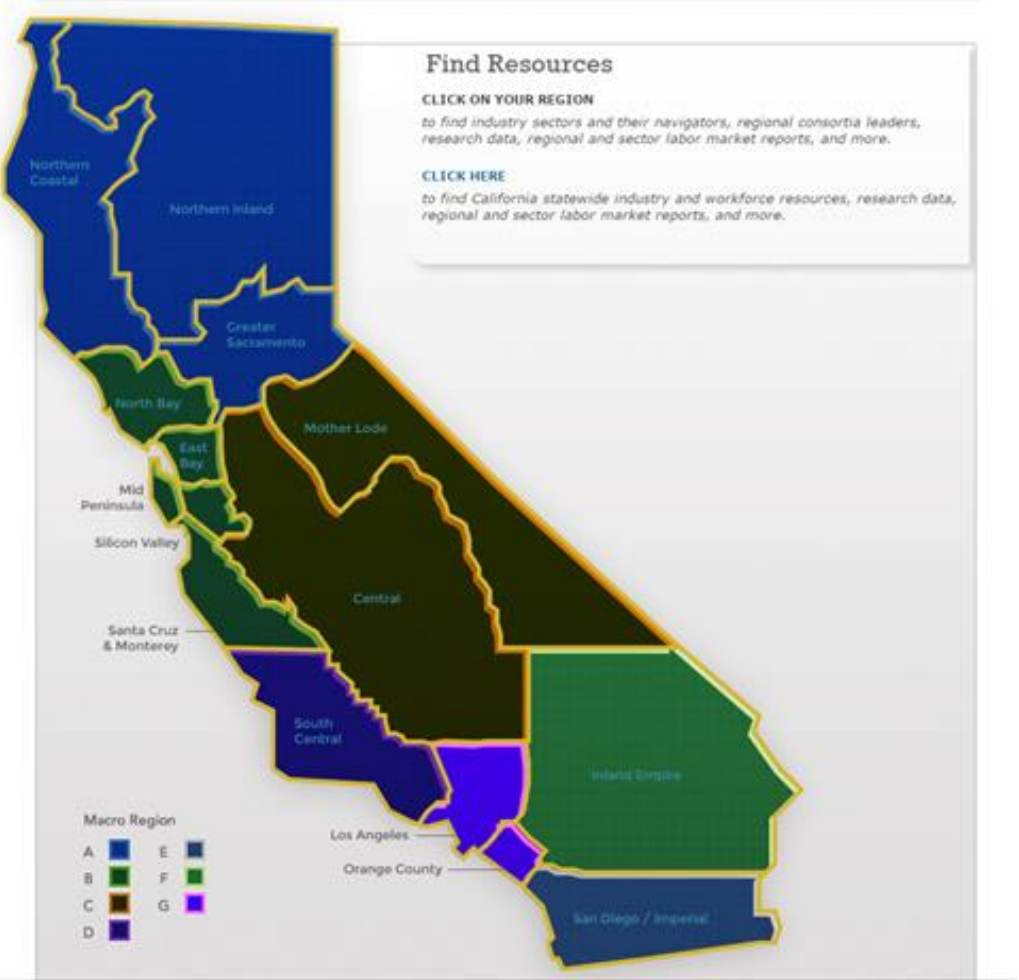 Find Resources
CLICK ON YOUR REGION
to find industry sectors and their navigators, regional consortia leaders,
research data, regional and sector labor market reports, and more.
CLICK HERE
to find California statewide industry and workforce resources, research data,
regional and sector labor market reports, and more.
Northern
Coastal
Northern Inland
Greater
Sacramento
North Bay
Mother Lode
East
Bay
Mid
Peninsula
Silicon Valley
Central
Santa Cruz
& Monterey
South
Central
Inland Empire
Los Angeles
Orange County
San Diego / Imperial
Macro Region
A E
B F
C G
D